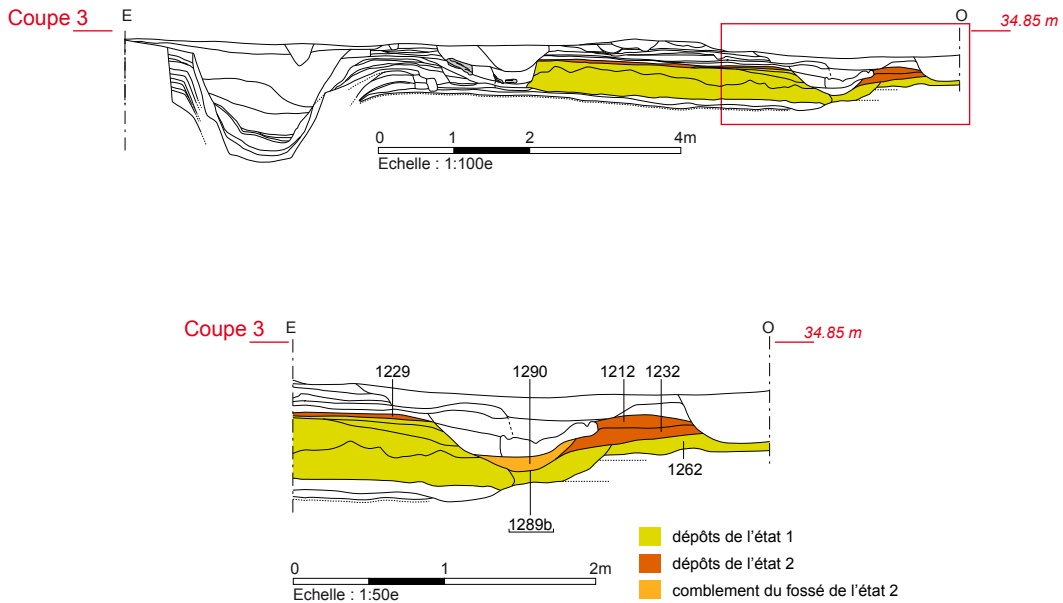 Coupe 3 E O 34.85 m
0 1 2 4m
Echelle : 1:100e
Coupe 3 E O 34.85 m
1229 1290 1212 1232
1262
1289b
dépôts de l'état 1
dépôts de l'état 2
comblement du fossé de l'état 2
0 1 2m
Echelle : 1:50e